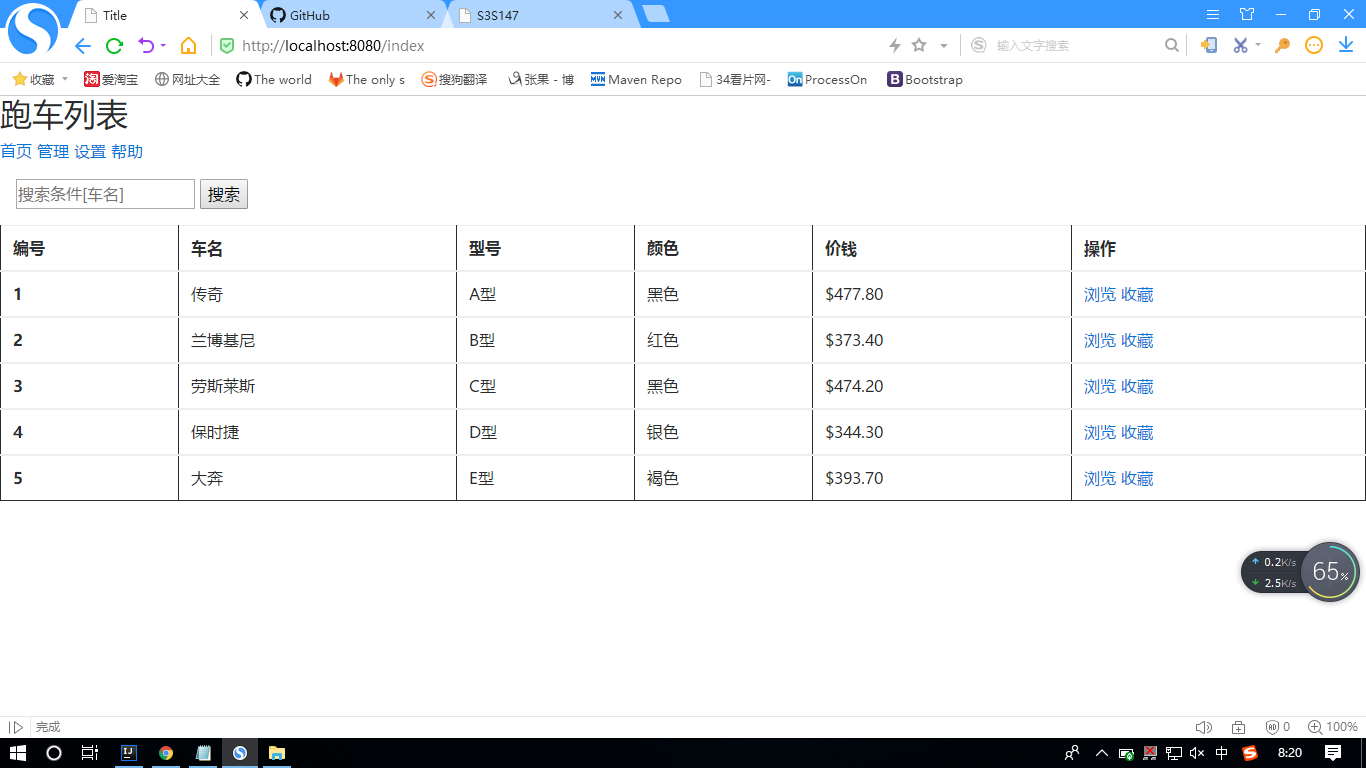 Title
GitHub
S3S147
http://localhost:8080/index
输入文字搜索
收藏 爱淘宝 网址大全 The world The only s 搜狗翻译 张果 - 博 Maven Repo 34看片网- ProcessOn Bootstrap
跑车列表
首页 管理 设置 帮助
搜索条件[车名] 搜索
编号 车名 型号 颜色 价钱 操作
1 传奇 A型 黑色 $477.80 浏览 收藏
2 兰博基尼 B型 红色 $373.40 浏览 收藏
3 劳斯莱斯 C型 黑色 $474.20 浏览 收藏
4 保时捷 D型 银色 $344.30 浏览 收藏
5 大奔 E型 褐色 $393.70 浏览 收藏
0.2K/s
2.5K/s
65%
完成
0
100%
中
8:20